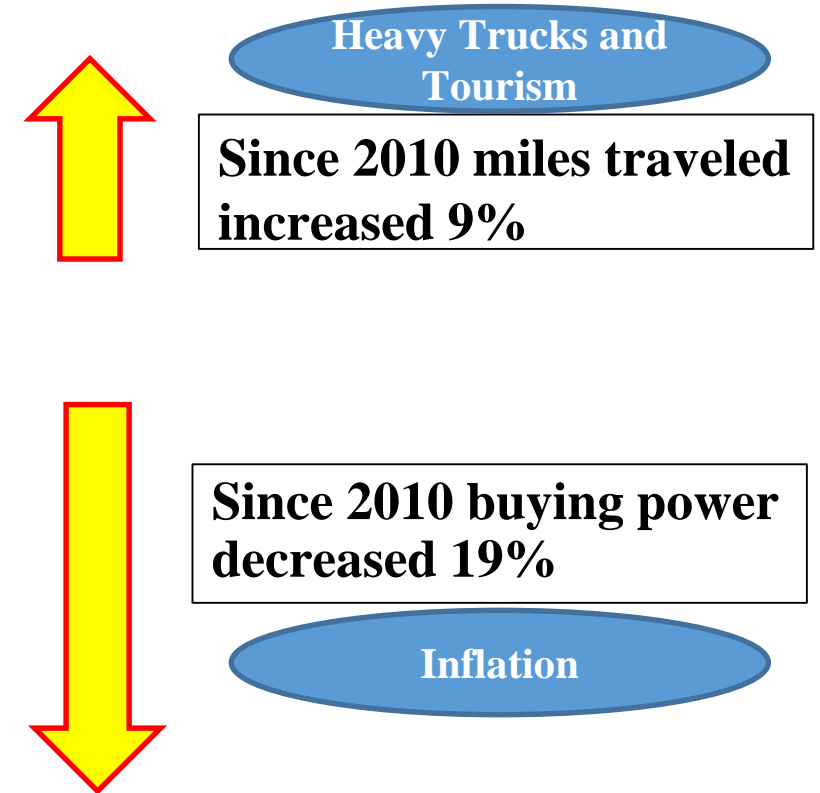 Heavy Trucks and
Tourism
Since 2010 miles traveled
increased 9%
Since 2010 buying power
decreased 19%
Inflation